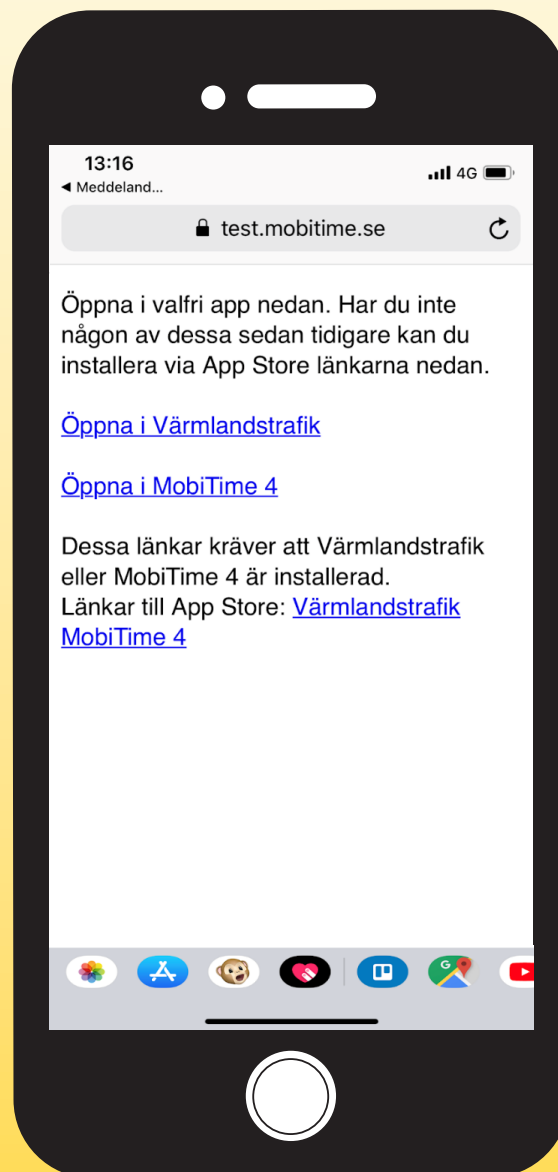 13:16
◀ Meddeland...
4G
test.mobitime.se
Öppna i valfri app nedan. Har du inte
någon av dessa sedan tidigare kan du
installera via App Store länkarna nedan.
Öppna i Värmlandstrafik
Öppna i MobiTime 4
Dessa länkar kräver att Värmlandstrafik
eller MobiTime 4 är installerad.
Länkar till App Store: Värmlandstrafik
MobiTime 4